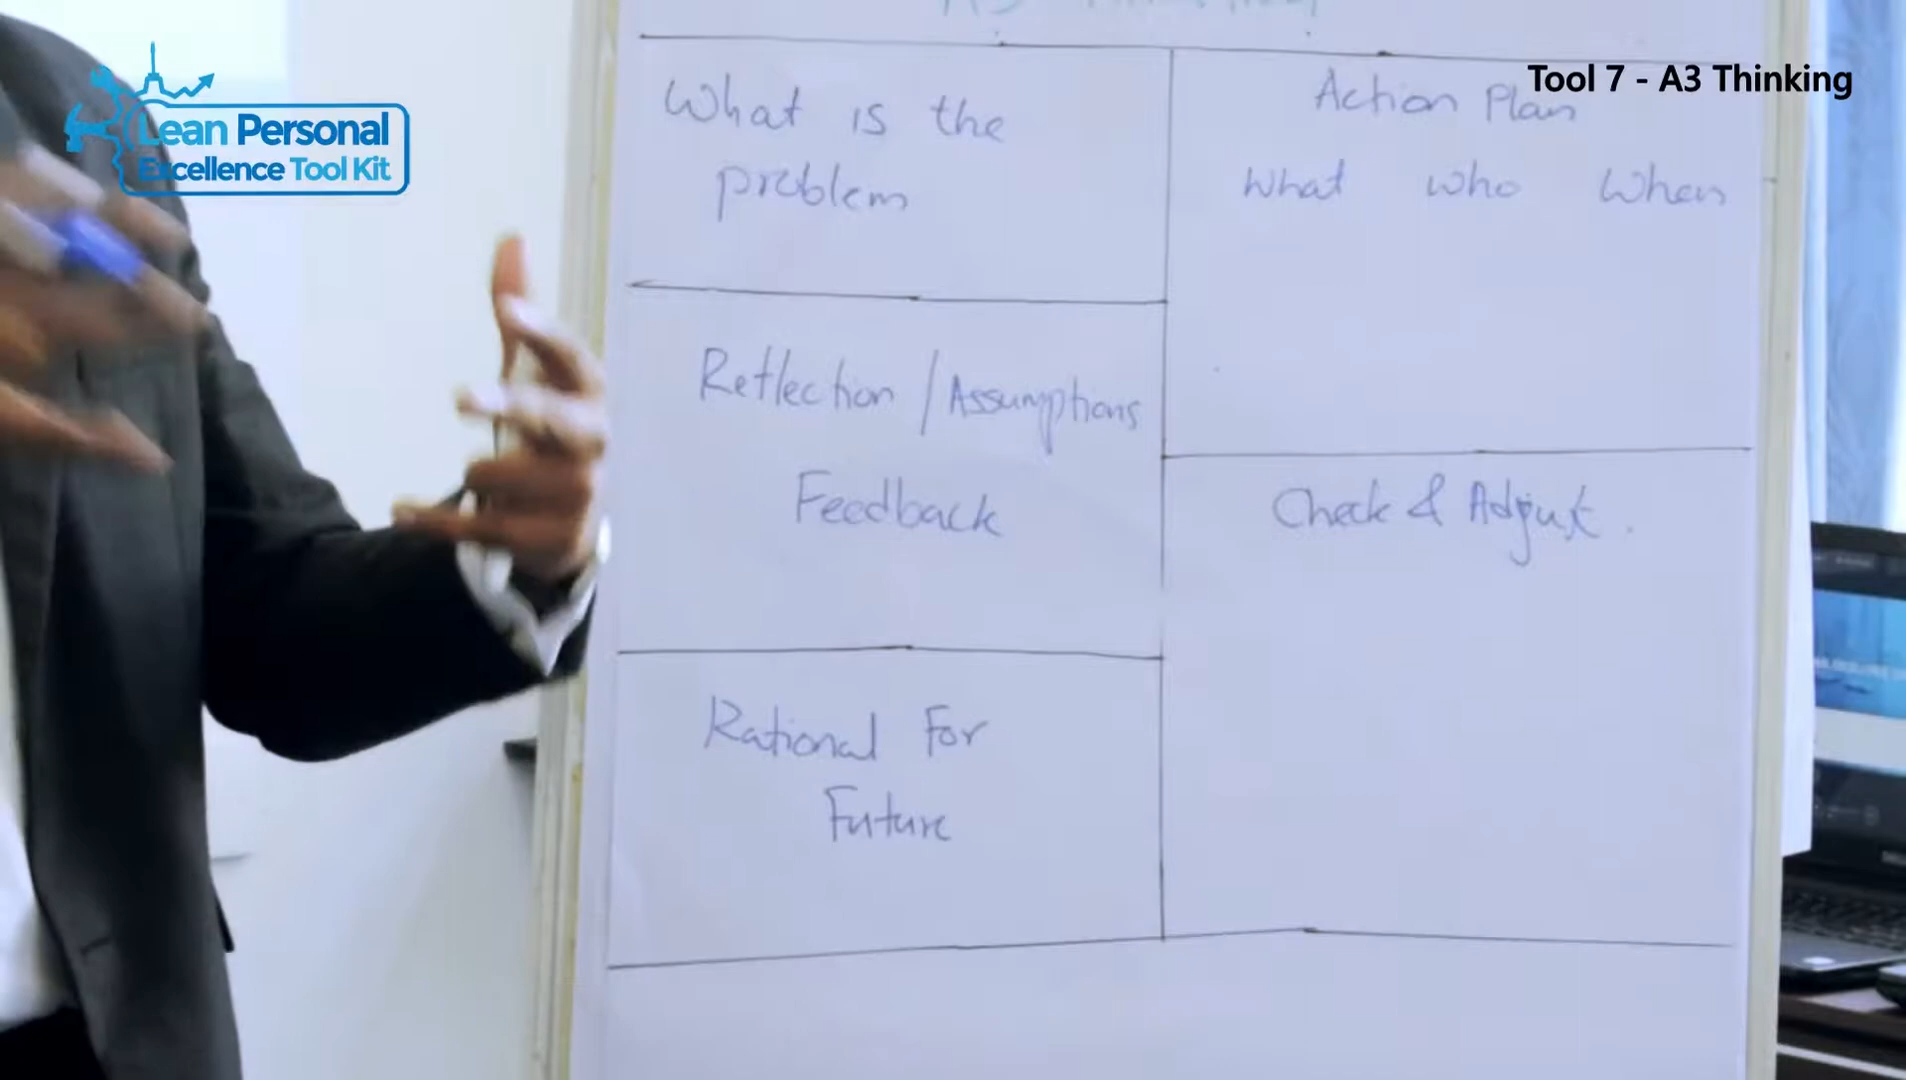 Lean Personal
Excellence Tool Kit
Tool 7 - A3 Thinking
What is the
problem
Reflection / Assumptions
Feedback
Rational For
Future
Action Plan
What who When
Check & Adjust.